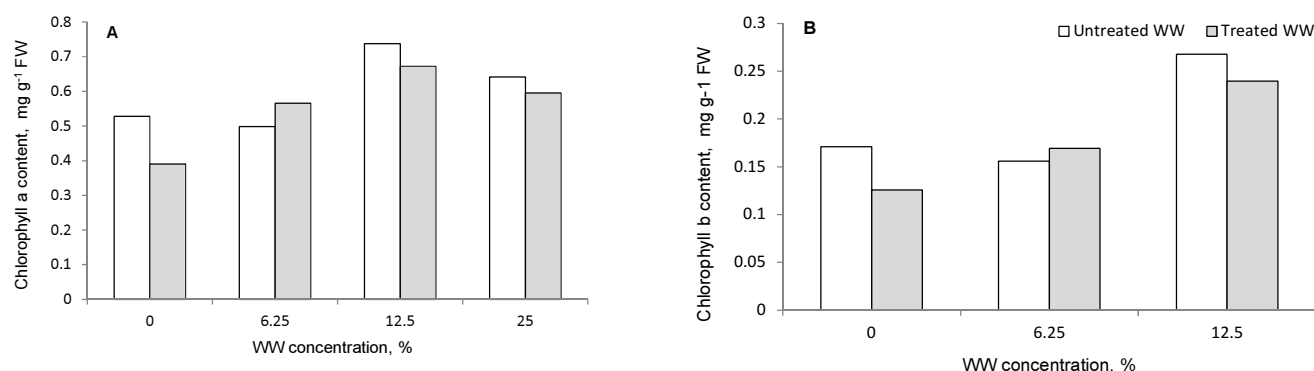 A
Chlorophyll a content, mg g-1 FW
0.8
0.7
0.6
0.5
0.4
0.3
0.2
0.1
0
0 6.25 12.5 25
WW concentration, %
B
Untreated WW Treated WW
Chlorophyll b content, mg g-1 FW
0.3
0.25
0.2
0.15
0.1
0.05
0
0 6.25 12.5
WW concentration, %